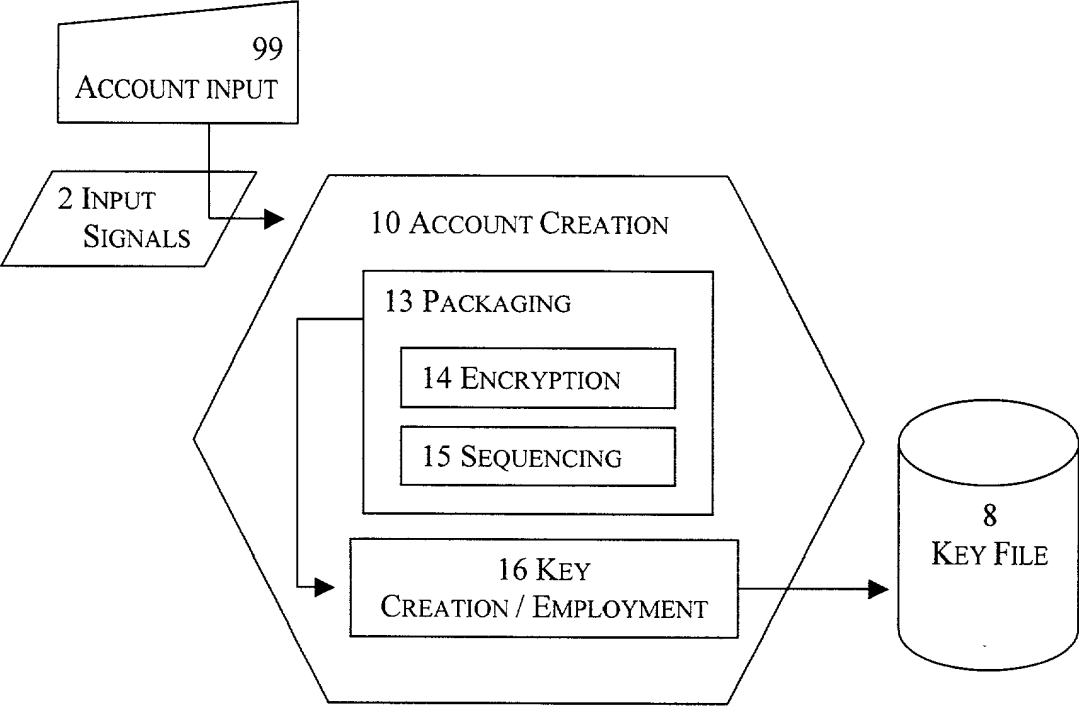 99
ACCOUNT INPUT
2 INPUT
SIGNALS
10 ACCOUNT CREATION
13 PACKAGING
14 ENCRYPTION
15 SEQUENCING
16 KEY
CREATION / EMPLOYMENT
8
KEY FILE